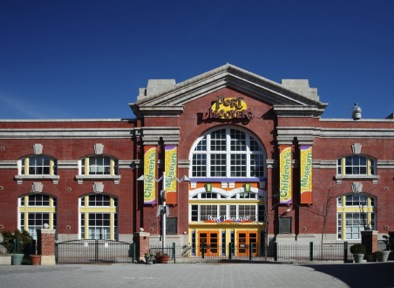 PORT
DISCOVERY
Children's
Museum
Children's
Museum
PORT DISCOVERY